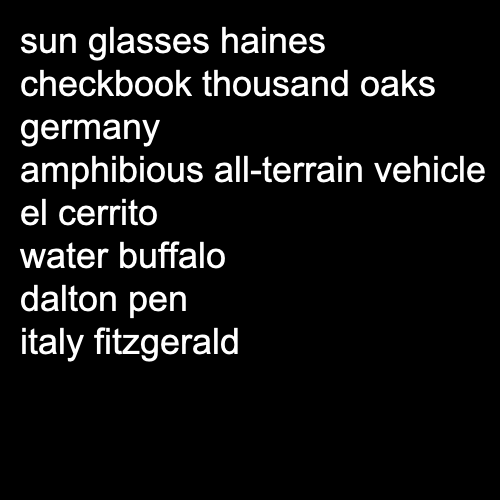 sun glasses haines
checkbook thousand oaks
germany
amphibious all-terrain vehicle
el cerrito
water buffalo
dalton pen
italy fitzgerald